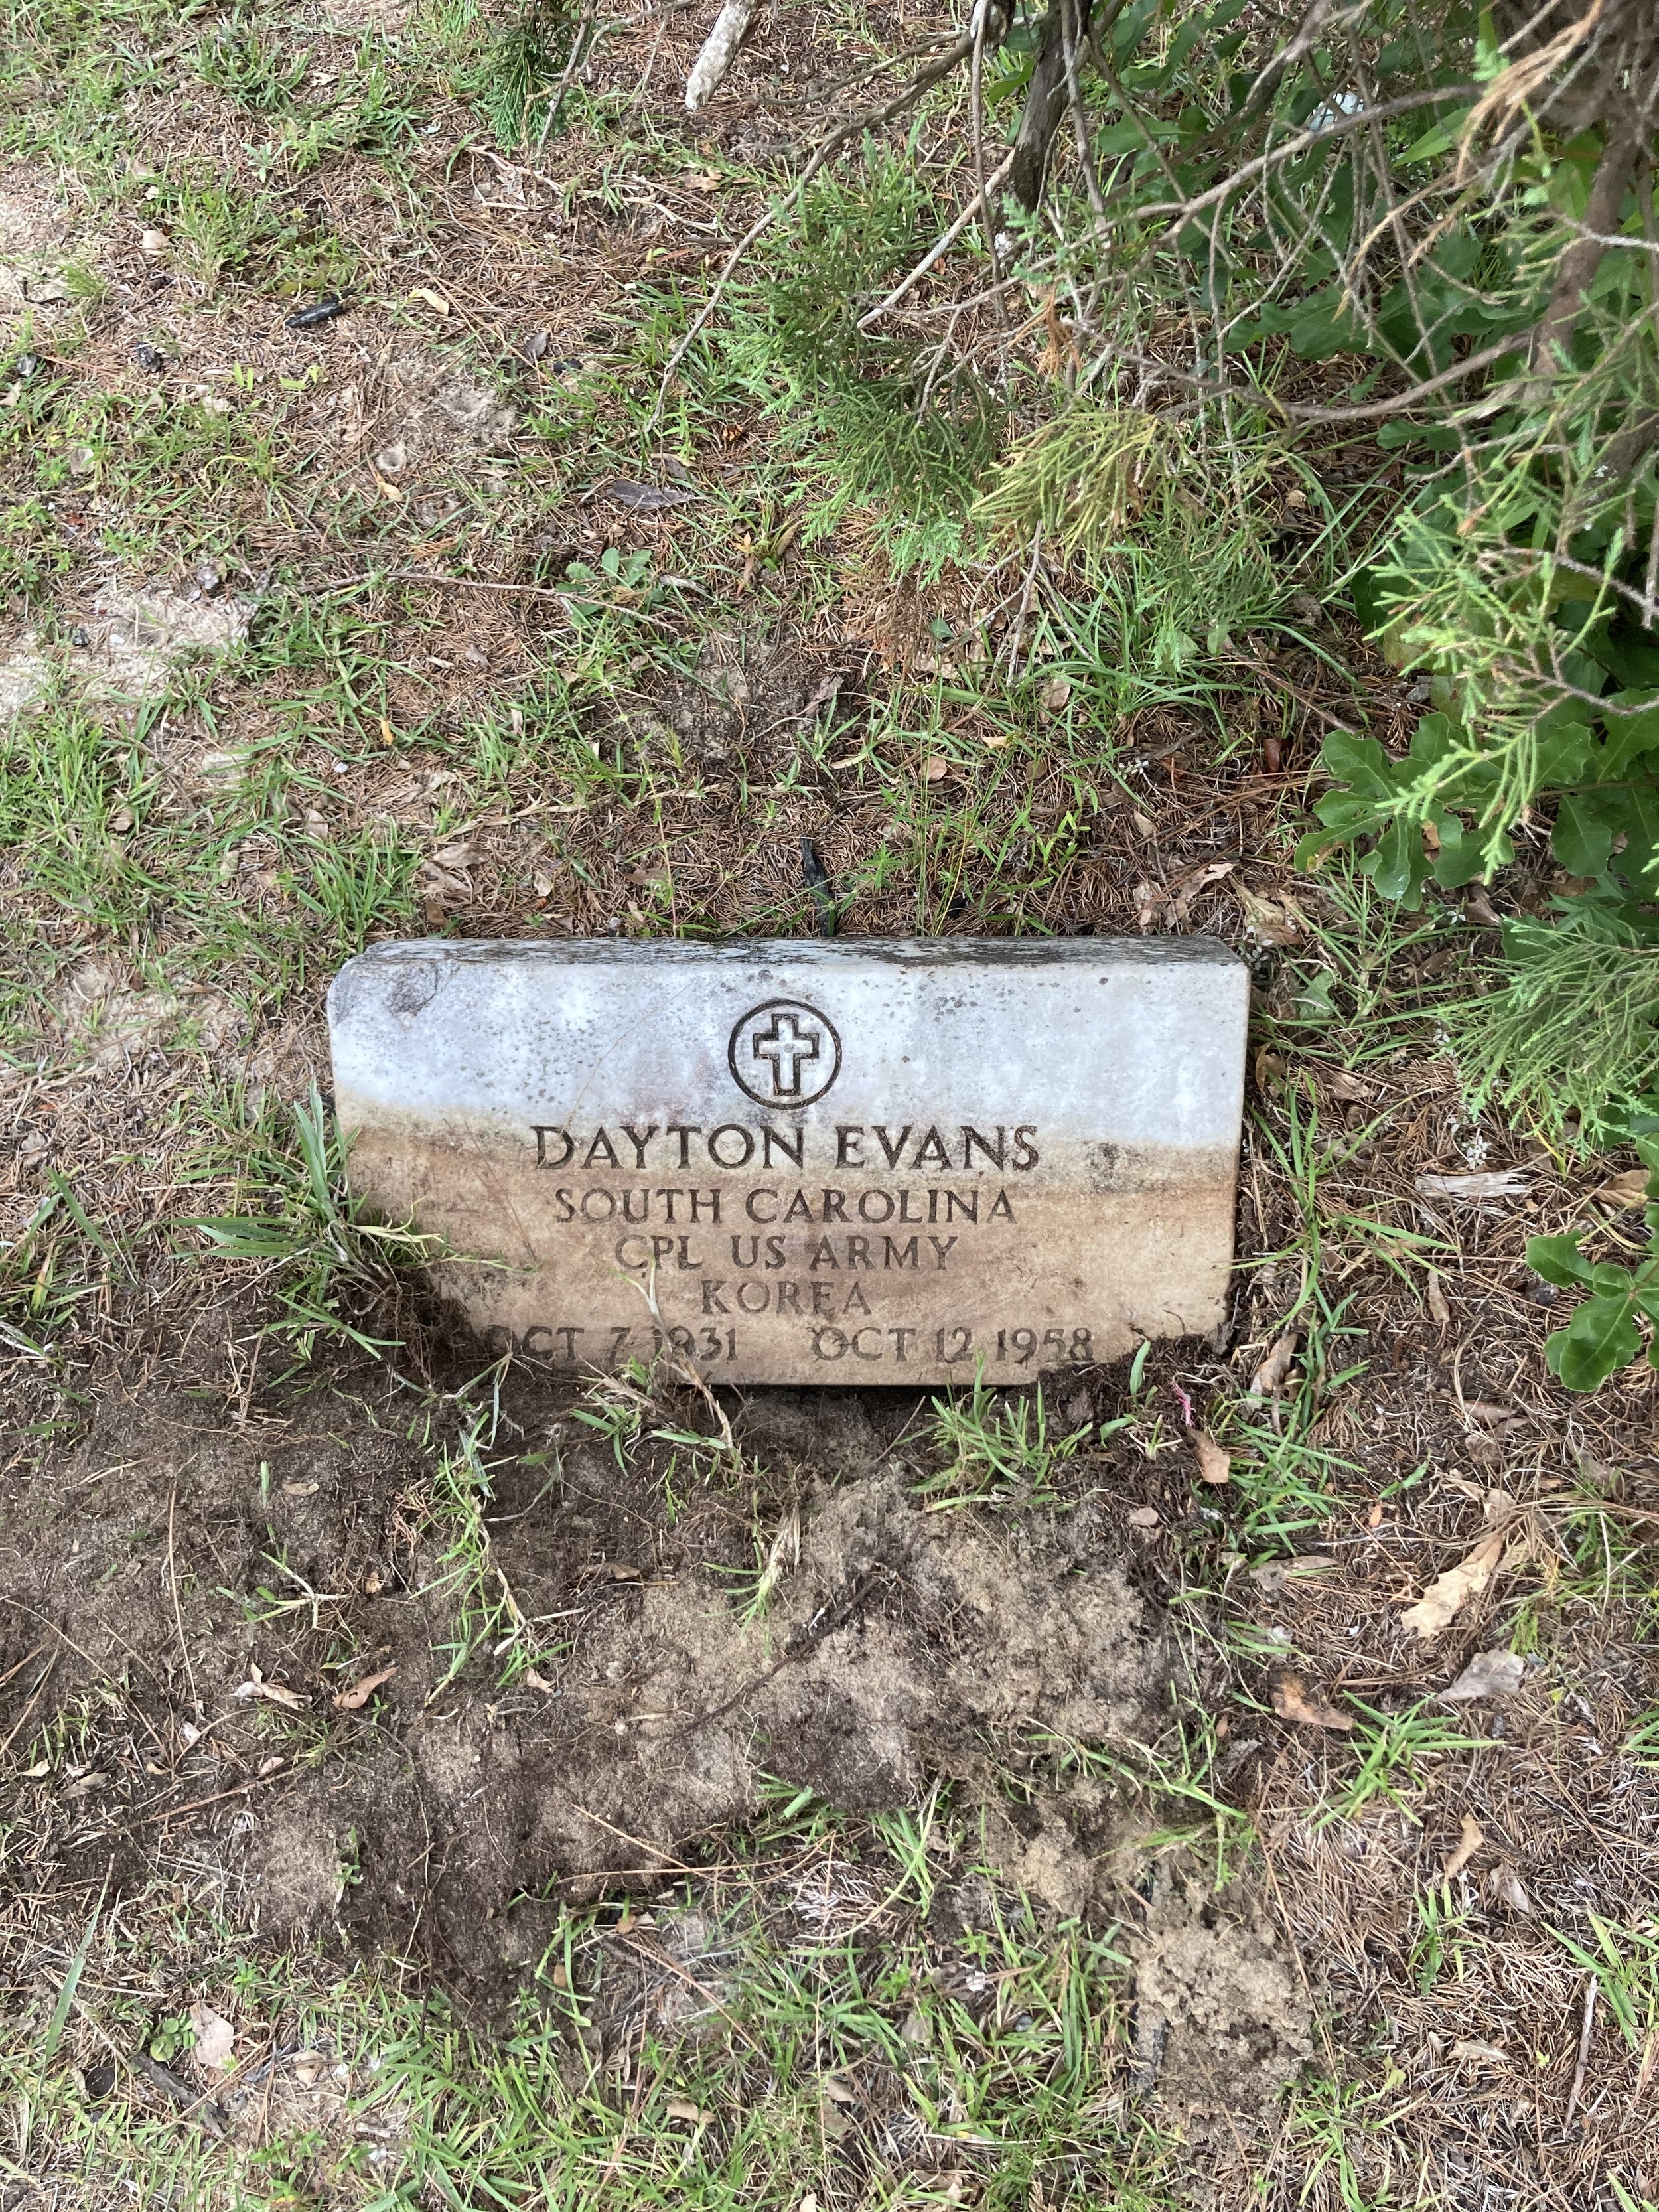 DAYTON EVANS
SOUTH CAROLINA
CPL US ARMY
KOREA
OCT 7 1931 OCT 12 1958